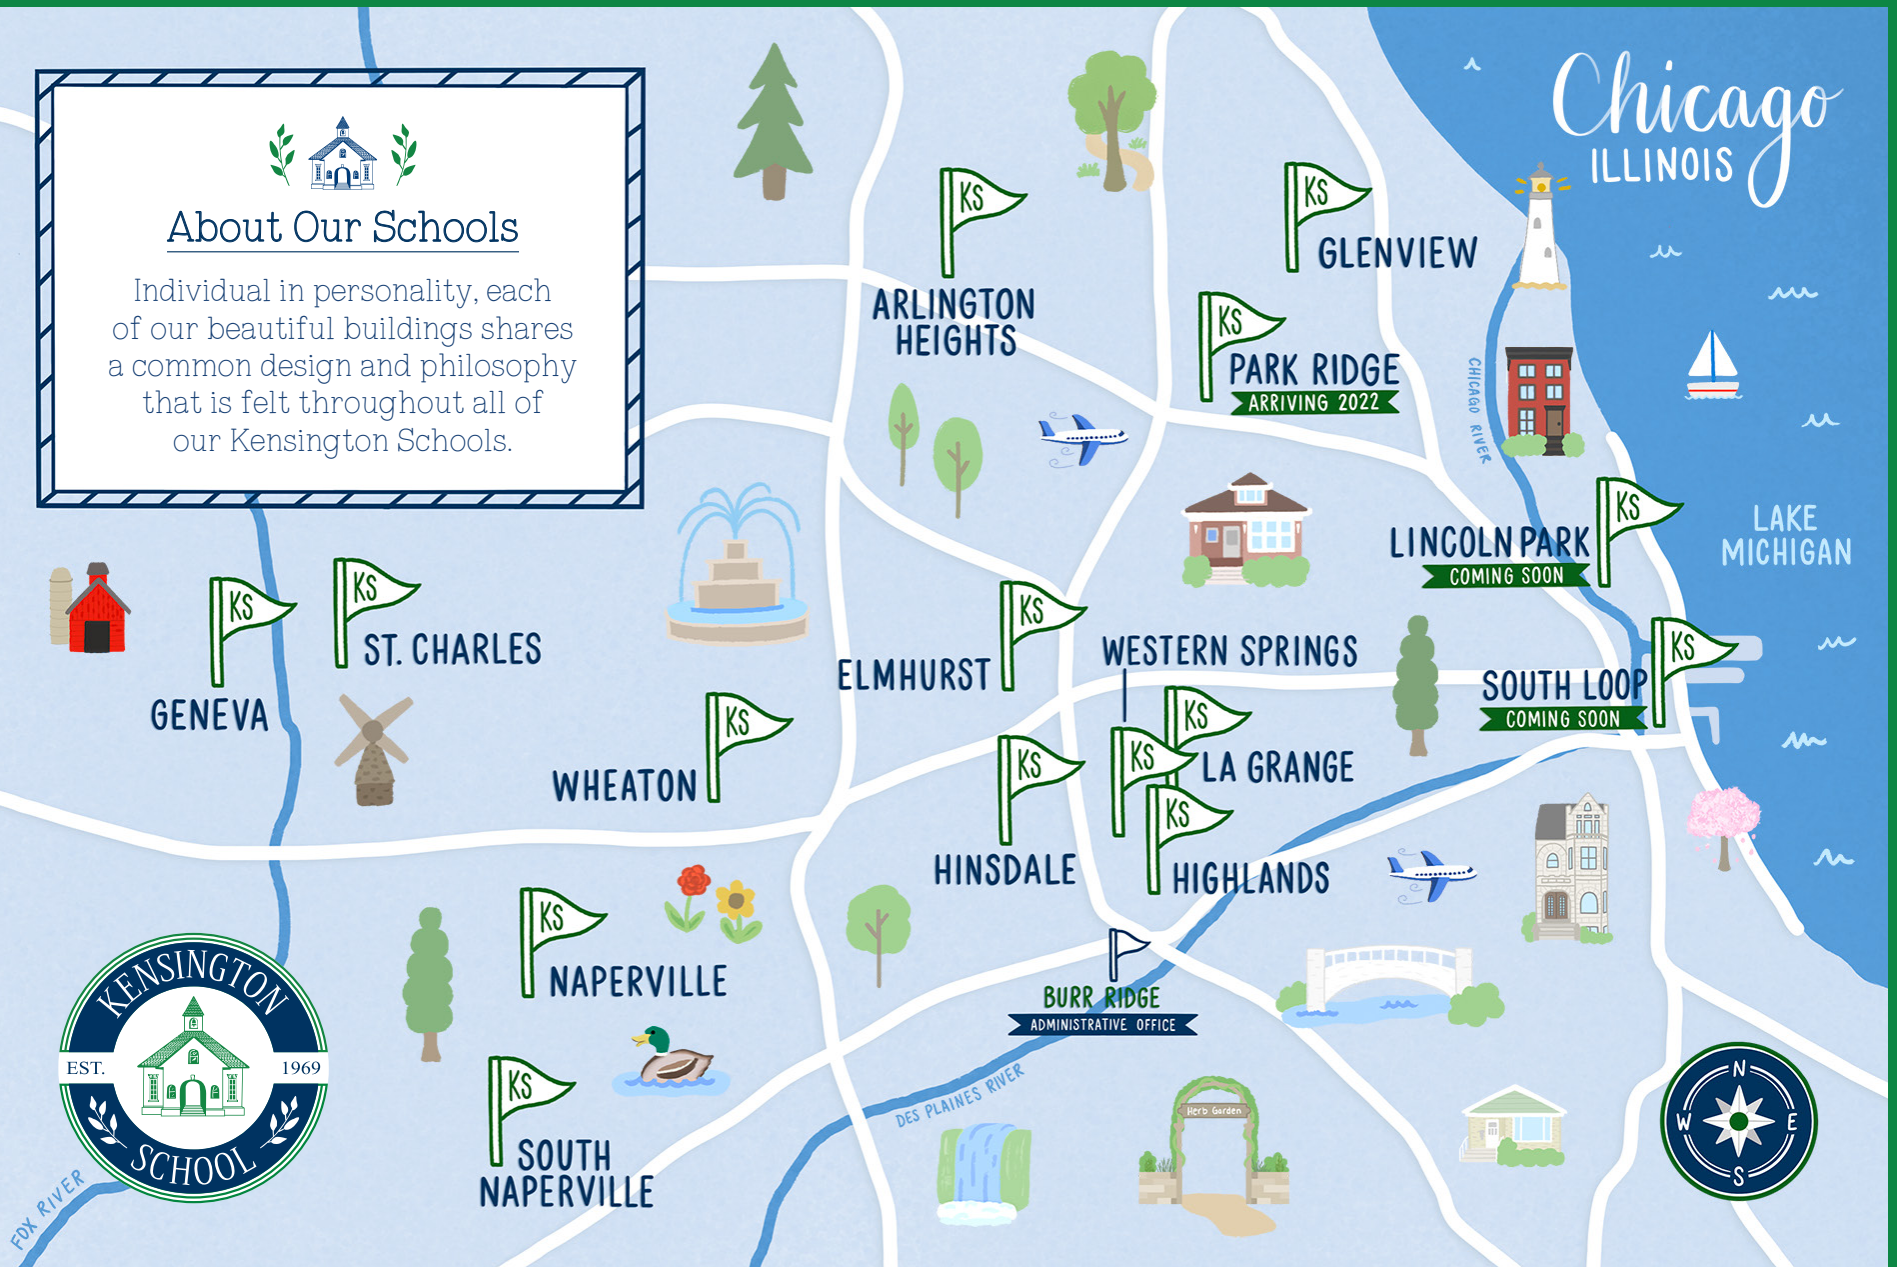 About Our Schools
Individual in personality, each
of our beautiful buildings shares
a common design and philosophy
that is felt throughout all of
our Kensington Schools.
Chicago
ILLINOIS
KS
ARLINGTON
HEIGHTS
KS
GLENVIEW
KS
PARK RIDGE
ARRIVING 2022
CHICAGO RIVER
KS
LINCOLN PARK
COMING SOON
LAKE
MICHIGAN
KS
GENEVA
KS
ST. CHARLES
KS
ELMHURST
WESTERN SPRINGS
KS
SOUTH LOOP
COMING SOON
KS
WHEATON
KS
HINSDALE
KS
LA GRANGE
KS
KS
HIGHLANDS
KS
NAPERVILLE
BURR RIDGE
ADMINISTRATIVE OFFICE
KS
SOUTH
NAPERVILLE
DES PLAINES RIVER
Herb Garden
KENSINGTON
EST. 1969
SCHOOL
FOX RIVER
N
W E
S